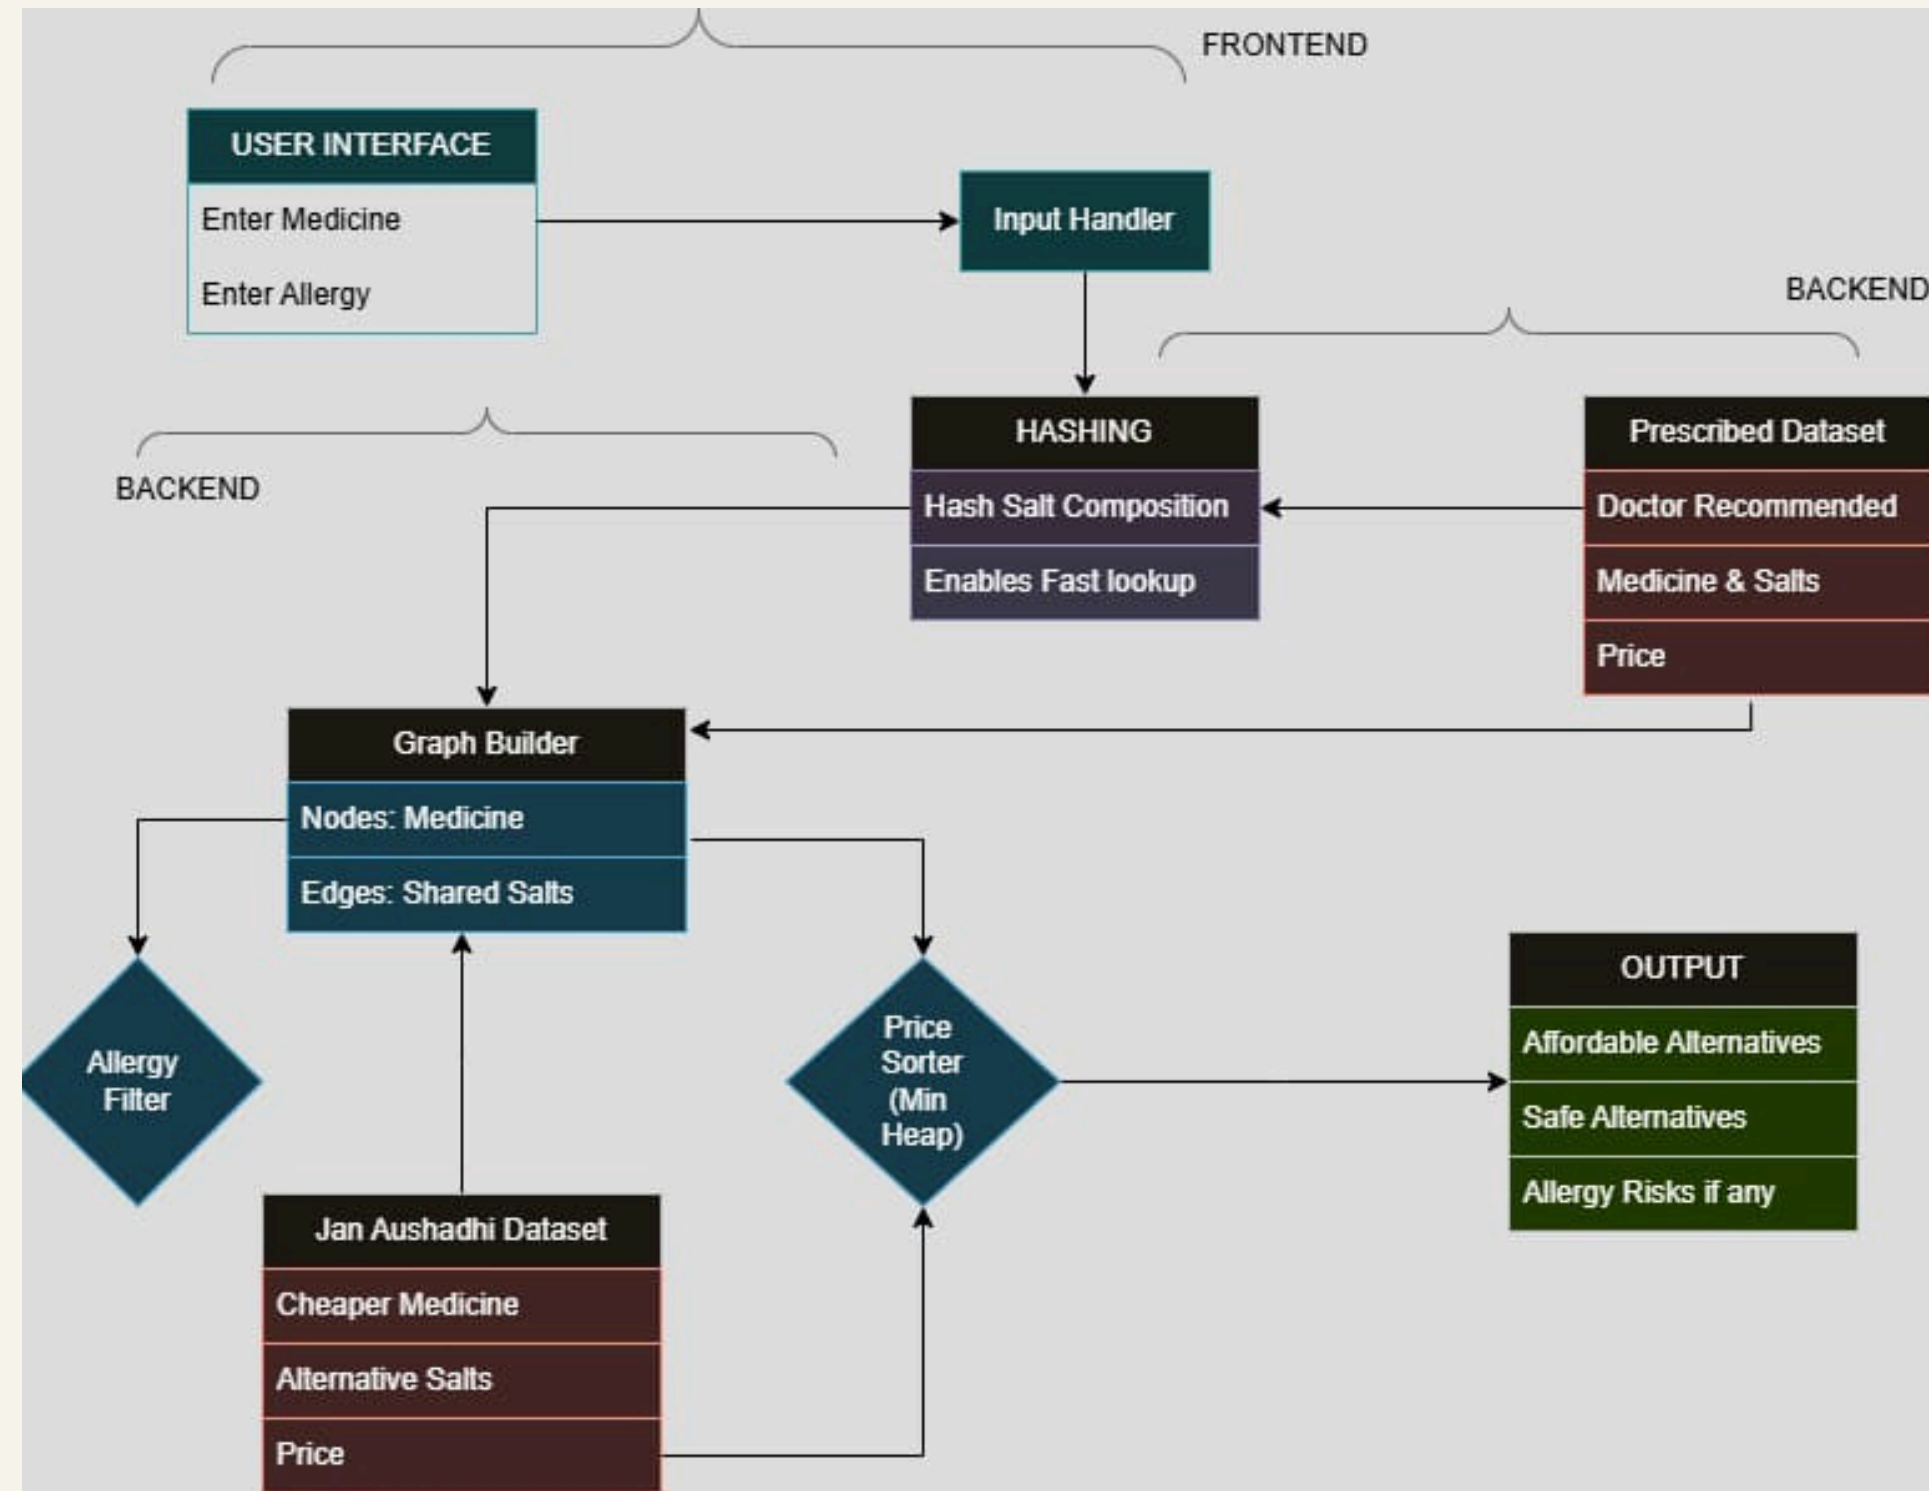 FRONTEND
USER INTERFACE
Enter Medicine
Enter Allergy
Input Handler
BACKEND
BACKEND
HASHING
Hash Salt Composition
Enables Fast lookup
Prescribed Dataset
Doctor Recommended
Medicine & Salts
Price
Graph Builder
Nodes: Medicine
Edges: Shared Salts
Allergy
Filter
Price
Sorter
(Min
Heap)
OUTPUT
Affordable Alternatives
Safe Alternatives
Allergy Risks if any
Jan Aushadhi Dataset
Cheaper Medicine
Alternative Salts
Price